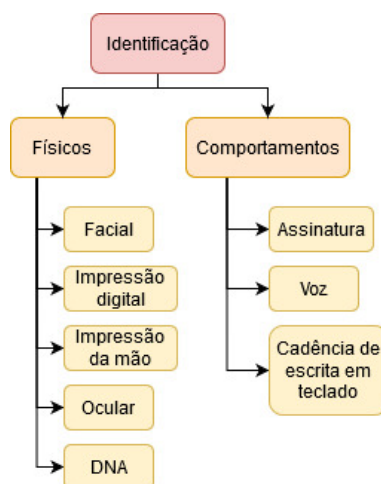 Identificação
Físicos
Facial
Impressão
digital
Impressão
da mão
Ocular
DNA
Comportamentos
Assinatura
Voz
Cadência de
escrita em
teclado